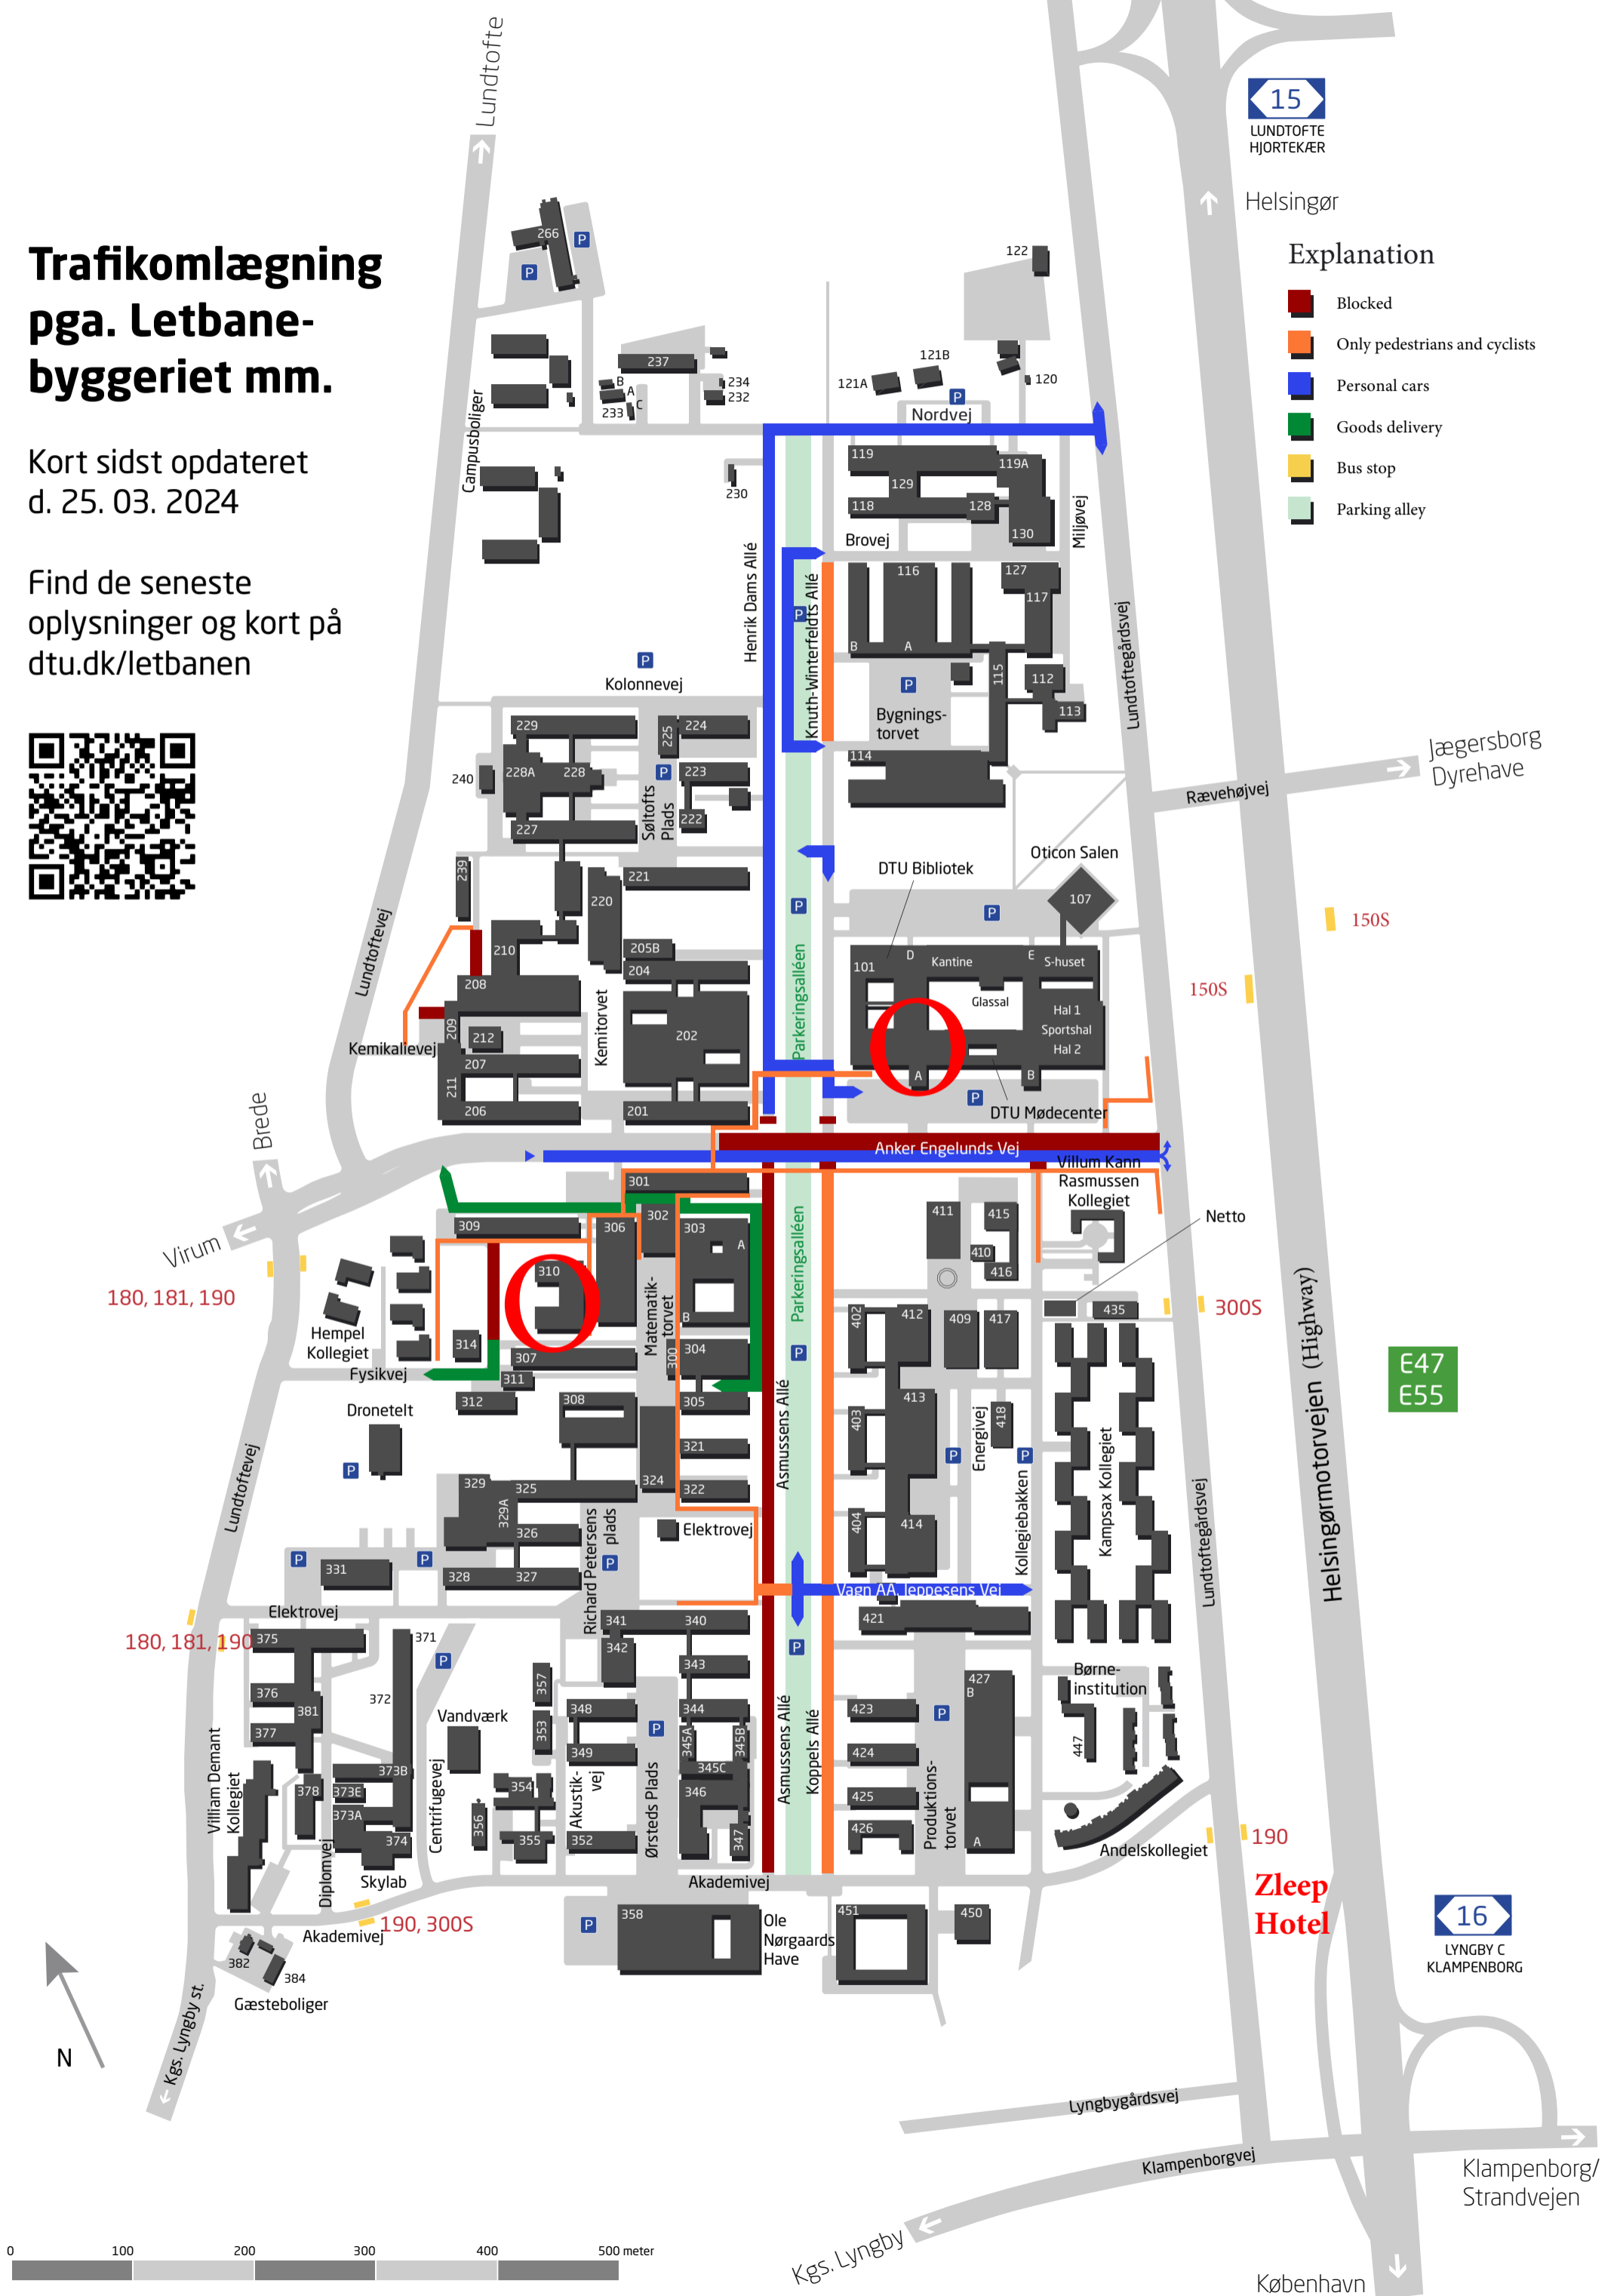 Lundtofte
15
LUNDTOFTE
HJORTEKÆR
Helsingør
Trafikomlægning
pga. Letbane-
byggeriet mm.
Kort sidst opdateret
d. 25. 03. 2024
Find de seneste
oplysninger og kort på
dtu.dk/letbanen
Explanation
Blocked
Only pedestrians and cyclists
Personal cars
Goods delivery
Bus stop
Parking alley
266
P
P
122
237
B
A
C
233
234
232
121A
121B
120
P
Nordvej
Campusboliger
230
119
119A
129
118
128
130
Miljøvej
Brovej
Henrik Dams Allé
Knuth-Winterfeldts Allé
P
116
127
117
B
A
115
112
113
P
Bygnings-
torvet
114
Lundtoftegårdsvej
P
Kolonnevej
229
225
224
240
228A
228
P
223
222
227
Søltofts
Plads
Jægersborg
Dyrehave
Rævehøjvej
239
221
220
210
205B
204
208
209
212
202
Kemitorvet
Kemikalievej
207
211
206
201
Lundtoftevej
P
Parkeringsalléen
DTU Bibliotek
Oticon Salen
107
P
101
D
Kantine
E
S-huset
Glassal
Hal 1
Sportshal
Hal 2
A
B
P
DTU Mødecenter
150S
150S
Brede
Virum
Anker Engelunds Vej
Villum Kann
Rasmussen
Kollegiet
Netto
301
302
303
A
B
306
309
310
314
307
311
312
308
304
300
305
321
322
324
Matematik-
torvet
Hempel
Kollegiet
Fysikvej
Dronetelt
P
180, 181, 190
Parkeringsalléen
P
Asmussens Allé
411
415
410
416
402
412
409
417
435
403
413
418
404
414
P
P
Energivej
Kollegiebakken
Kampsax Kollegiet
Lundtoftegårdsvej
300S
E47
E55
Helsingørmotorvejen (Highway)
Lundtoftevej
329
329A
325
326
328
327
331
P
P
P
Richard Petersens
plads
Elektrovej
Elektrovej
Vagn AA. Jeppesens Vej
180, 181, 190
375
376
377
381
378
371
372
373B
373E
373A
374
P
Vandværk
Centrifugevej
Diplomvej
Skylab
Villiam Demant
Kollegiet
341
340
342
343
357
353
348
344
349
345A
345B
345C
346
347
354
355
356
352
P
Akustik-
vej
Ørsteds Plads
P
Asmussens Allé
Koppels Allé
421
423
424
425
426
P
427
B
A
Produktions-
torvet
Børne-
institution
447
Andelskollegiet
190
Zleep
Hotel
16
LYNGBY C
KLAMPENBORG
Akademivej
Akademivej
190, 300S
382
384
Gæsteboliger
P
358
Ole
Nørgaards
Have
451
450
N
Kgs. Lyngby st.
Lyngbygårdsvej
Klampenborgvej
Klampenborg/
Strandvejen
Kgs. Lyngby
København
0 100 200 300 400 500 meter